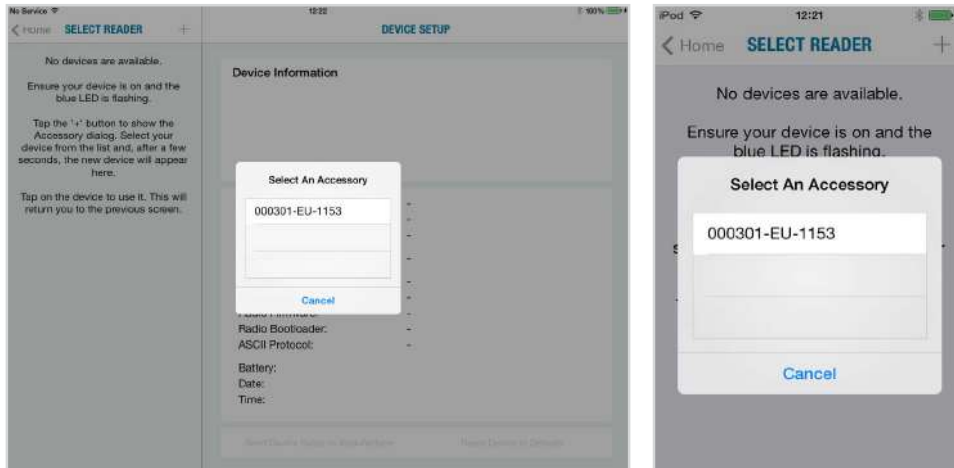 No Service 12:22 100%
Home SELECT READER + DEVICE SETUP
No devices are available.
Ensure your device is on and the
blue LED is flashing.
Tap the '+' button to show the
Accessory dialog. Select your
device from the list and, after a few
seconds, the new device will appear
here.
Tap on the device to use it. This will
return you to the previous screen.
Device Information
Select An Accessory
000301-EU-1153
Cancel
Radio Bootloader: -
ASCII Protocol: -
Battery:
Date:
Time:
iPod 12:21
Home SELECT READER +
No devices are available.
Ensure your device is on and the
blue LED is flashing.
Select An Accessory
000301-EU-1153
Cancel